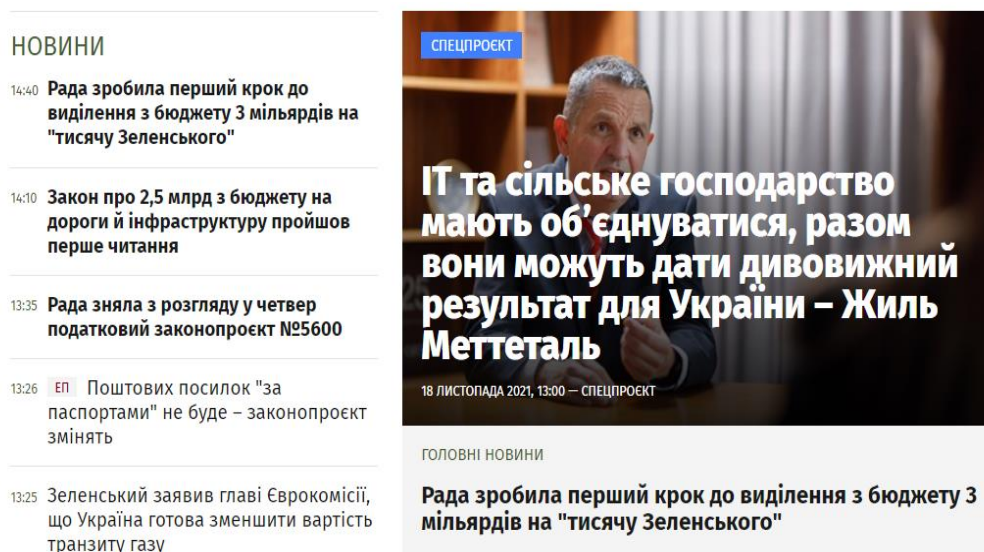 НОВИНИ
14:40 Рада зробила перший крок до
виділення з бюджету 3 мільярдів на
"тисячу Зеленського"
14:10 Закон про 2,5 млрд з бюджету на
дороги й інфраструктуру пройшов
перше читання
13:35 Рада зняла з розгляду у четвер
податковий законопроєкт №5600
13:26 ЕП Поштових посилок "за
паспортами" не буде – законопроєкт
змінять
13:25 Зеленський заявив главі Єврокомісії,
що Україна готова зменшити вартість
транзиту газу
СПЕЦПРОЄКТ
ІТ та сільське господарство
мають об’єднуватися, разом
вони можуть дати дивовижний
результат для України – Жиль
Меттеталь
18 ЛИСТОПАДА 2021, 13:00 — СПЕЦПРОЄКТ
ГОЛОВНІ НОВИНИ
Рада зробила перший крок до виділення з бюджету 3
мільярдів на "тисячу Зеленського"